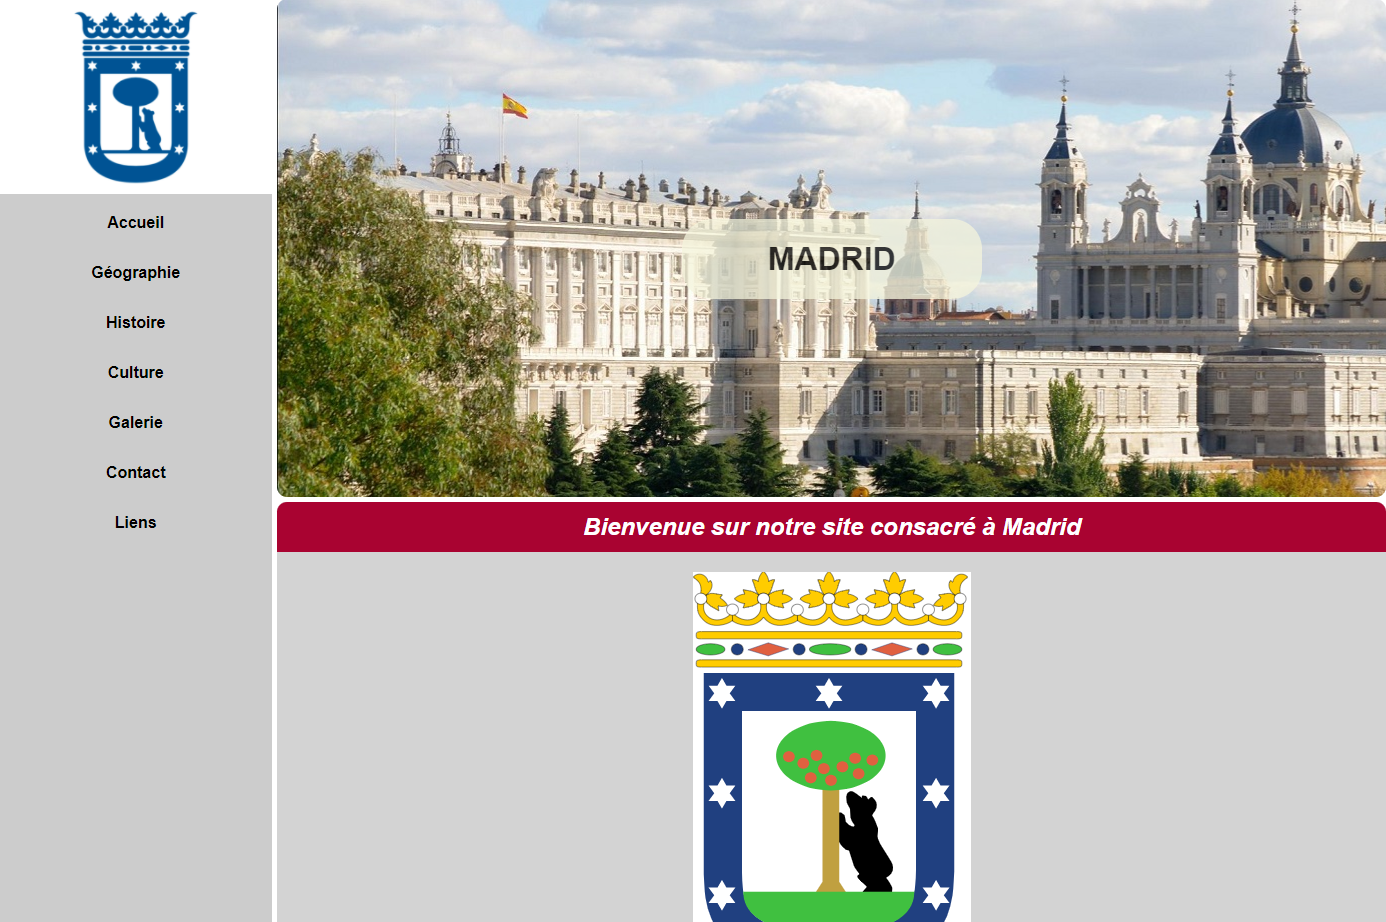 Accueil
Géographie
Histoire
Culture
Galerie
Contact
Liens
MADRID
Bienvenue sur notre site consacré à Madrid